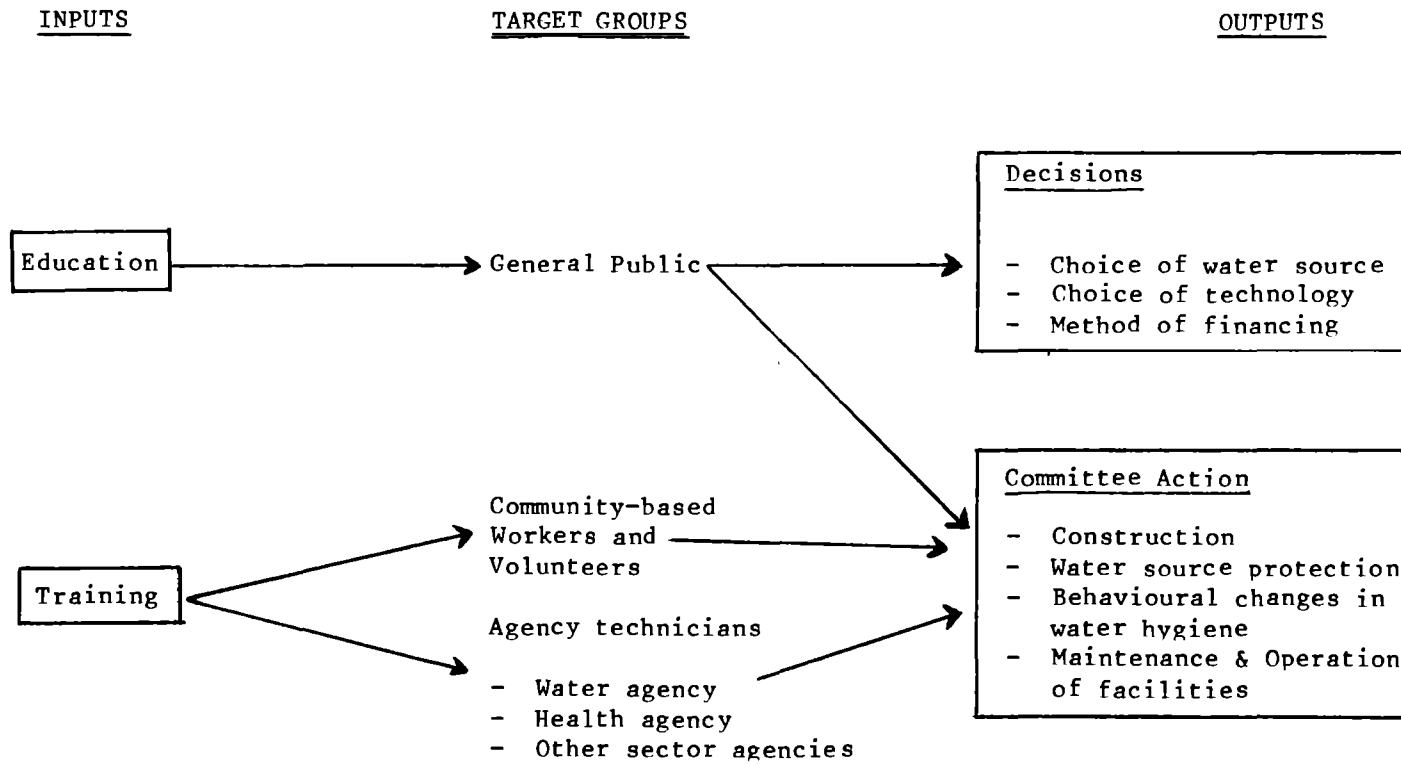 INPUTS
TARGET GROUPS
OUTPUTS
Education
General Public
Decisions
- Choice of water source
- Choice of technology
- Method of financing
Training
Community-based
Workers and
Volunteers
Agency technicians
- Water agency
- Health agency
- Other sector agencies
Committee Action
- Construction
- Water source protection
- Behavioural changes in
water hygiene
- Maintenance & Operation
of facilities